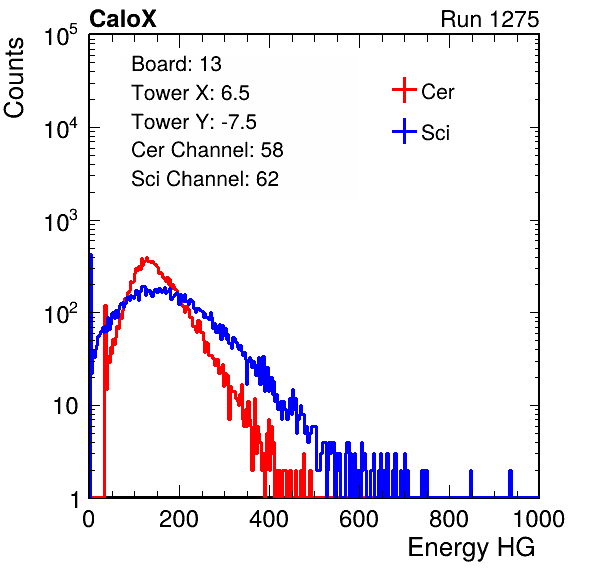 CaloX Run 1275
Counts
10^5
10^4
10^3
10^2
10
1
Board: 13
Tower X: 6.5
Tower Y: -7.5
Cer Channel: 58
Sci Channel: 62
Cer
Sci
0 200 400 600 800 1000
Energy HG